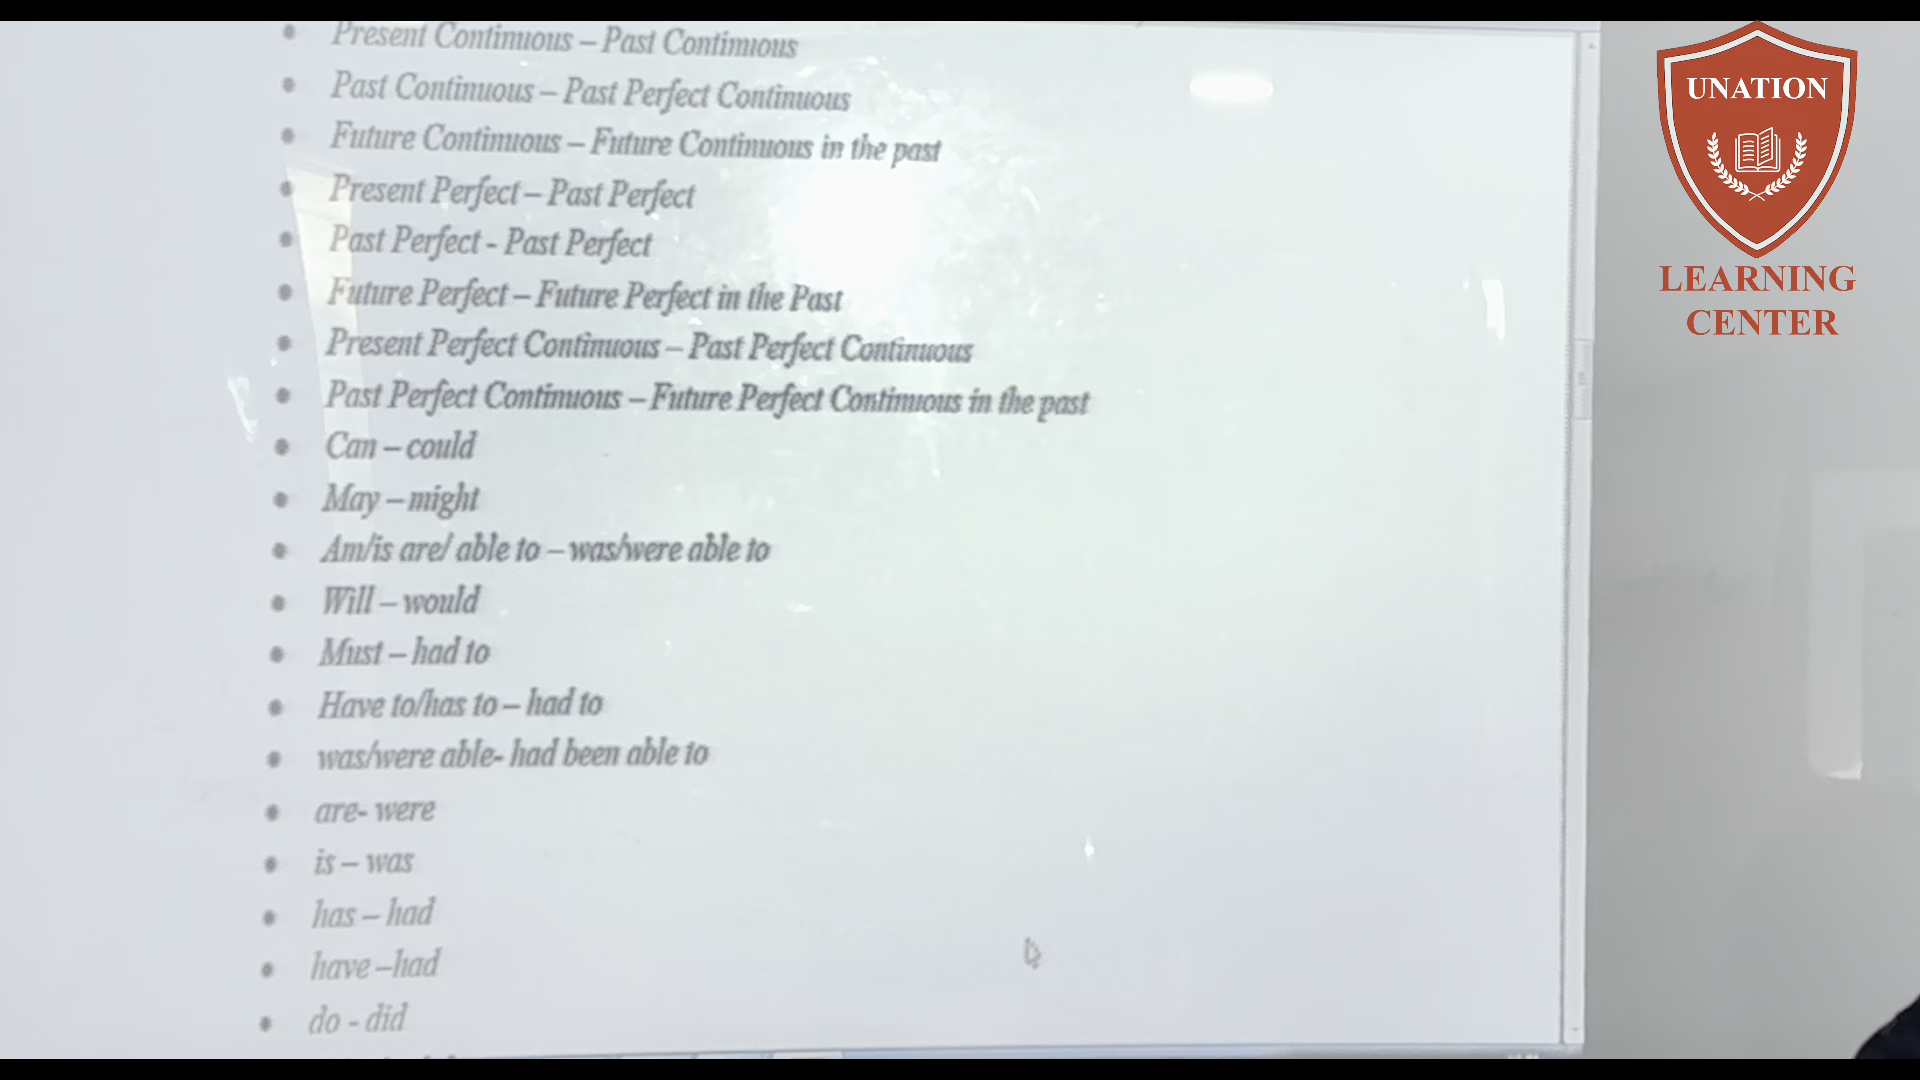 Present Continuous – Past Continuous
Past Continuous – Past Perfect Continuous
Future Continuous – Future Continuous in the past
Present Perfect – Past Perfect
Past Perfect - Past Perfect
Future Perfect – Future Perfect in the Past
Present Perfect Continuous – Past Perfect Continuous
Past Perfect Continuous – Future Perfect Continuous in the past
Can – could
May – might
Am/is are/ able to – was/were able to
Will – would
Must – had to
Have to/has to – had to
was/were able- had been able to
are- were
is – was
has – had
have –had
do - did
UNATION
LEARNING
CENTER